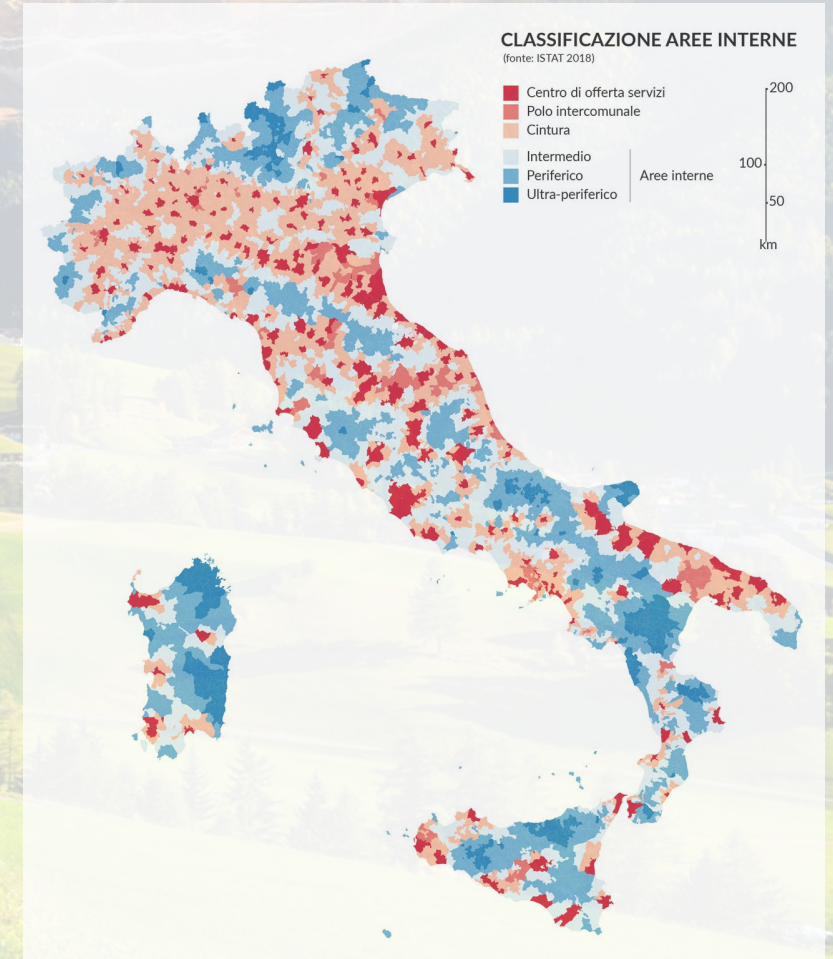 CLASSIFICAZIONE AREE INTERNE
(fonte: ISTAT 2018)
Centro di offerta servizi
Polo intercomunale
Cintura
Intermedio
Periferico
Ultra-periferico
Aree interne
200
100
50
km